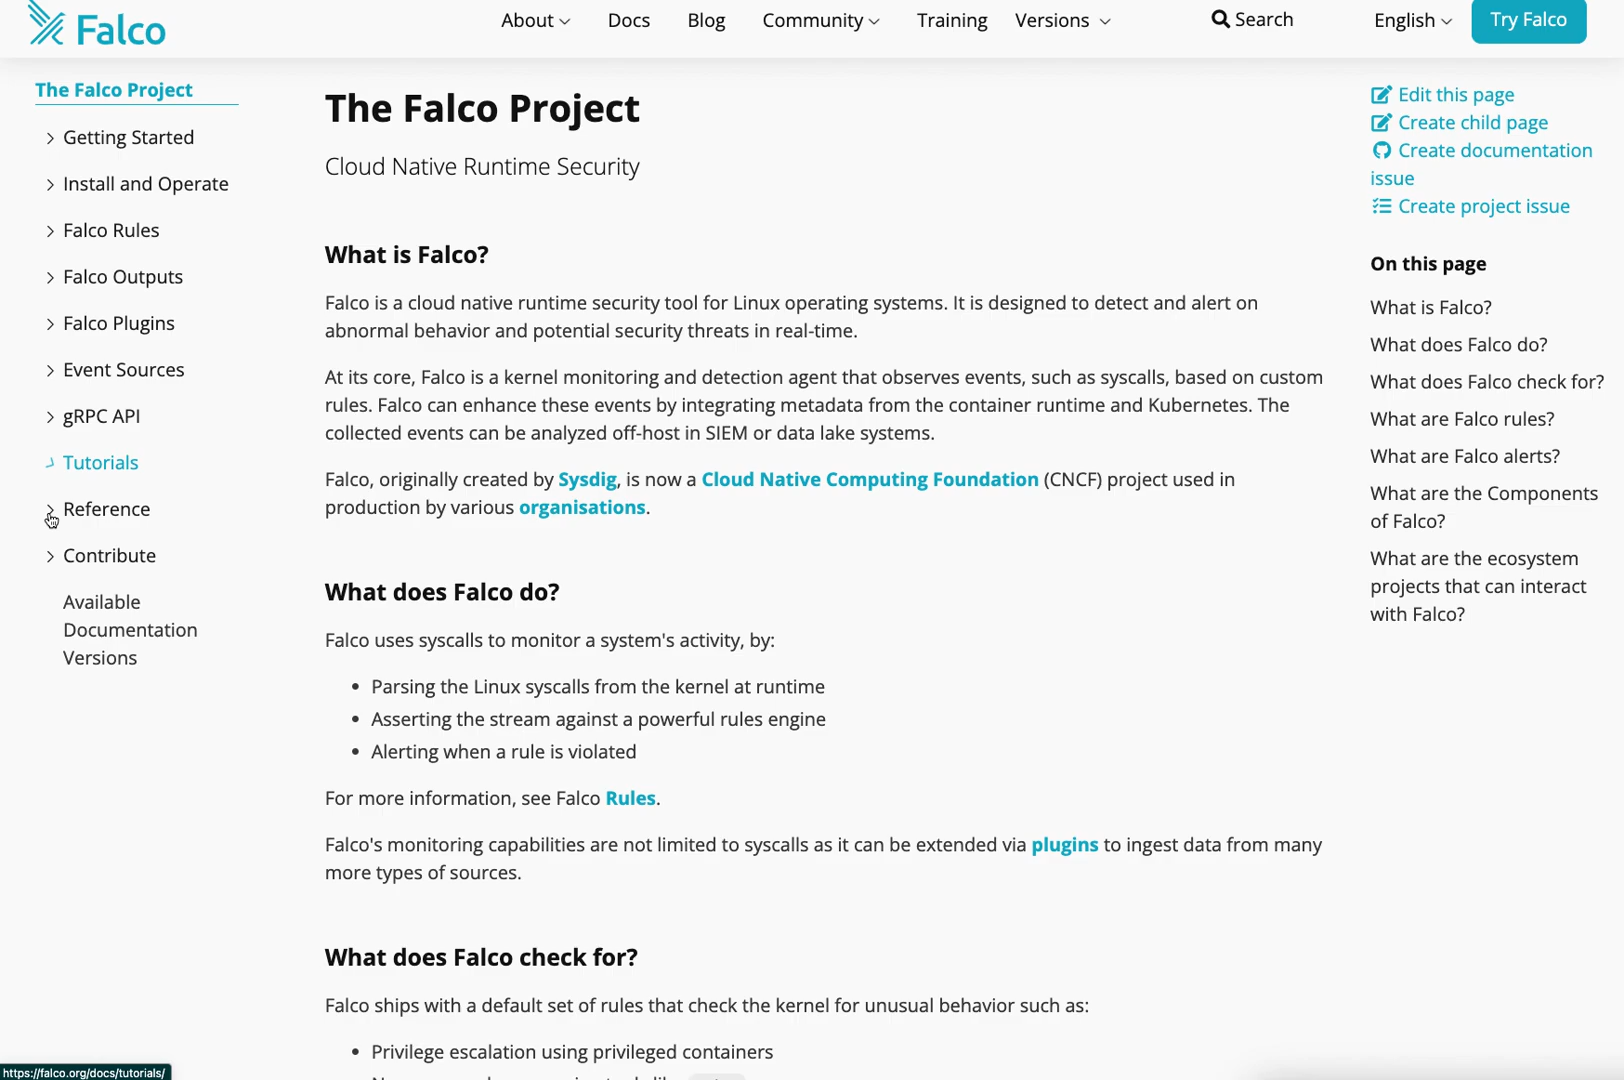 Falco
About
Docs
Blog
Community
Training
Versions
Search
English
Try Falco
The Falco Project
Getting Started
Install and Operate
Falco Rules
Falco Outputs
Falco Plugins
Event Sources
gRPC API
Tutorials
Reference
Contribute
Available
Documentation
Versions
The Falco Project
Cloud Native Runtime Security
What is Falco?
Falco is a cloud native runtime security tool for Linux operating systems. It is designed to detect and alert on
abnormal behavior and potential security threats in real-time.
At its core, Falco is a kernel monitoring and detection agent that observes events, such as syscalls, based on custom
rules. Falco can enhance these events by integrating metadata from the container runtime and Kubernetes. The
collected events can be analyzed off-host in SIEM or data lake systems.
Falco, originally created by Sysdig, is now a Cloud Native Computing Foundation (CNCF) project used in
production by various organisations.
What does Falco do?
Falco uses syscalls to monitor a system's activity, by:
• Parsing the Linux syscalls from the kernel at runtime
• Asserting the stream against a powerful rules engine
• Alerting when a rule is violated
For more information, see Falco Rules.
Falco's monitoring capabilities are not limited to syscalls as it can be extended via plugins to ingest data from many
more types of sources.
What does Falco check for?
Falco ships with a default set of rules that check the kernel for unusual behavior such as:
• Privilege escalation using privileged containers
Edit this page
Create child page
Create documentation
issue
Create project issue
On this page
What is Falco?
What does Falco do?
What does Falco check for?
What are Falco rules?
What are Falco alerts?
What are the Components
of Falco?
What are the ecosystem
projects that can interact
with Falco?
https://falco.org/docs/tutorials/